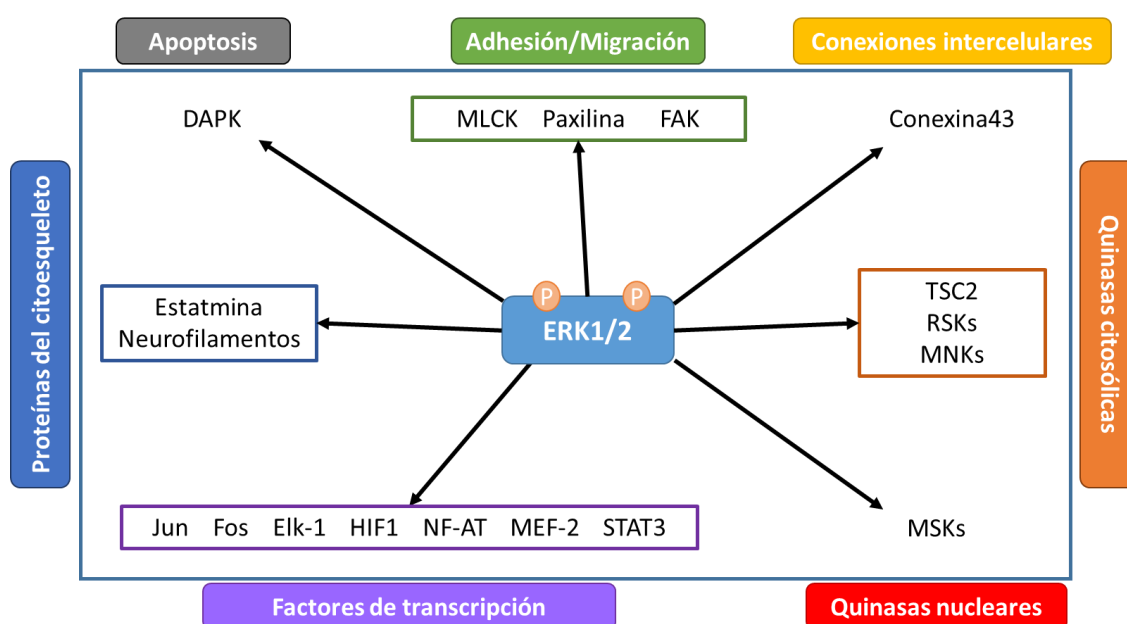 Apoptosis
Adhesión/Migración
Conexiones intercelulares
DAPK
MLCK Paxilina FAK
Conexina43
Proteínas del citoesqueleto
Quinasas citosólicas
Estatmina
Neurofilamentos
P P
ERK1/2
TSC2
RSKs
MNKs
Jun Fos Elk-1 HIF1 NF-AT MEF-2 STAT3
MSKs
Factores de transcripción
Quinasas nucleares